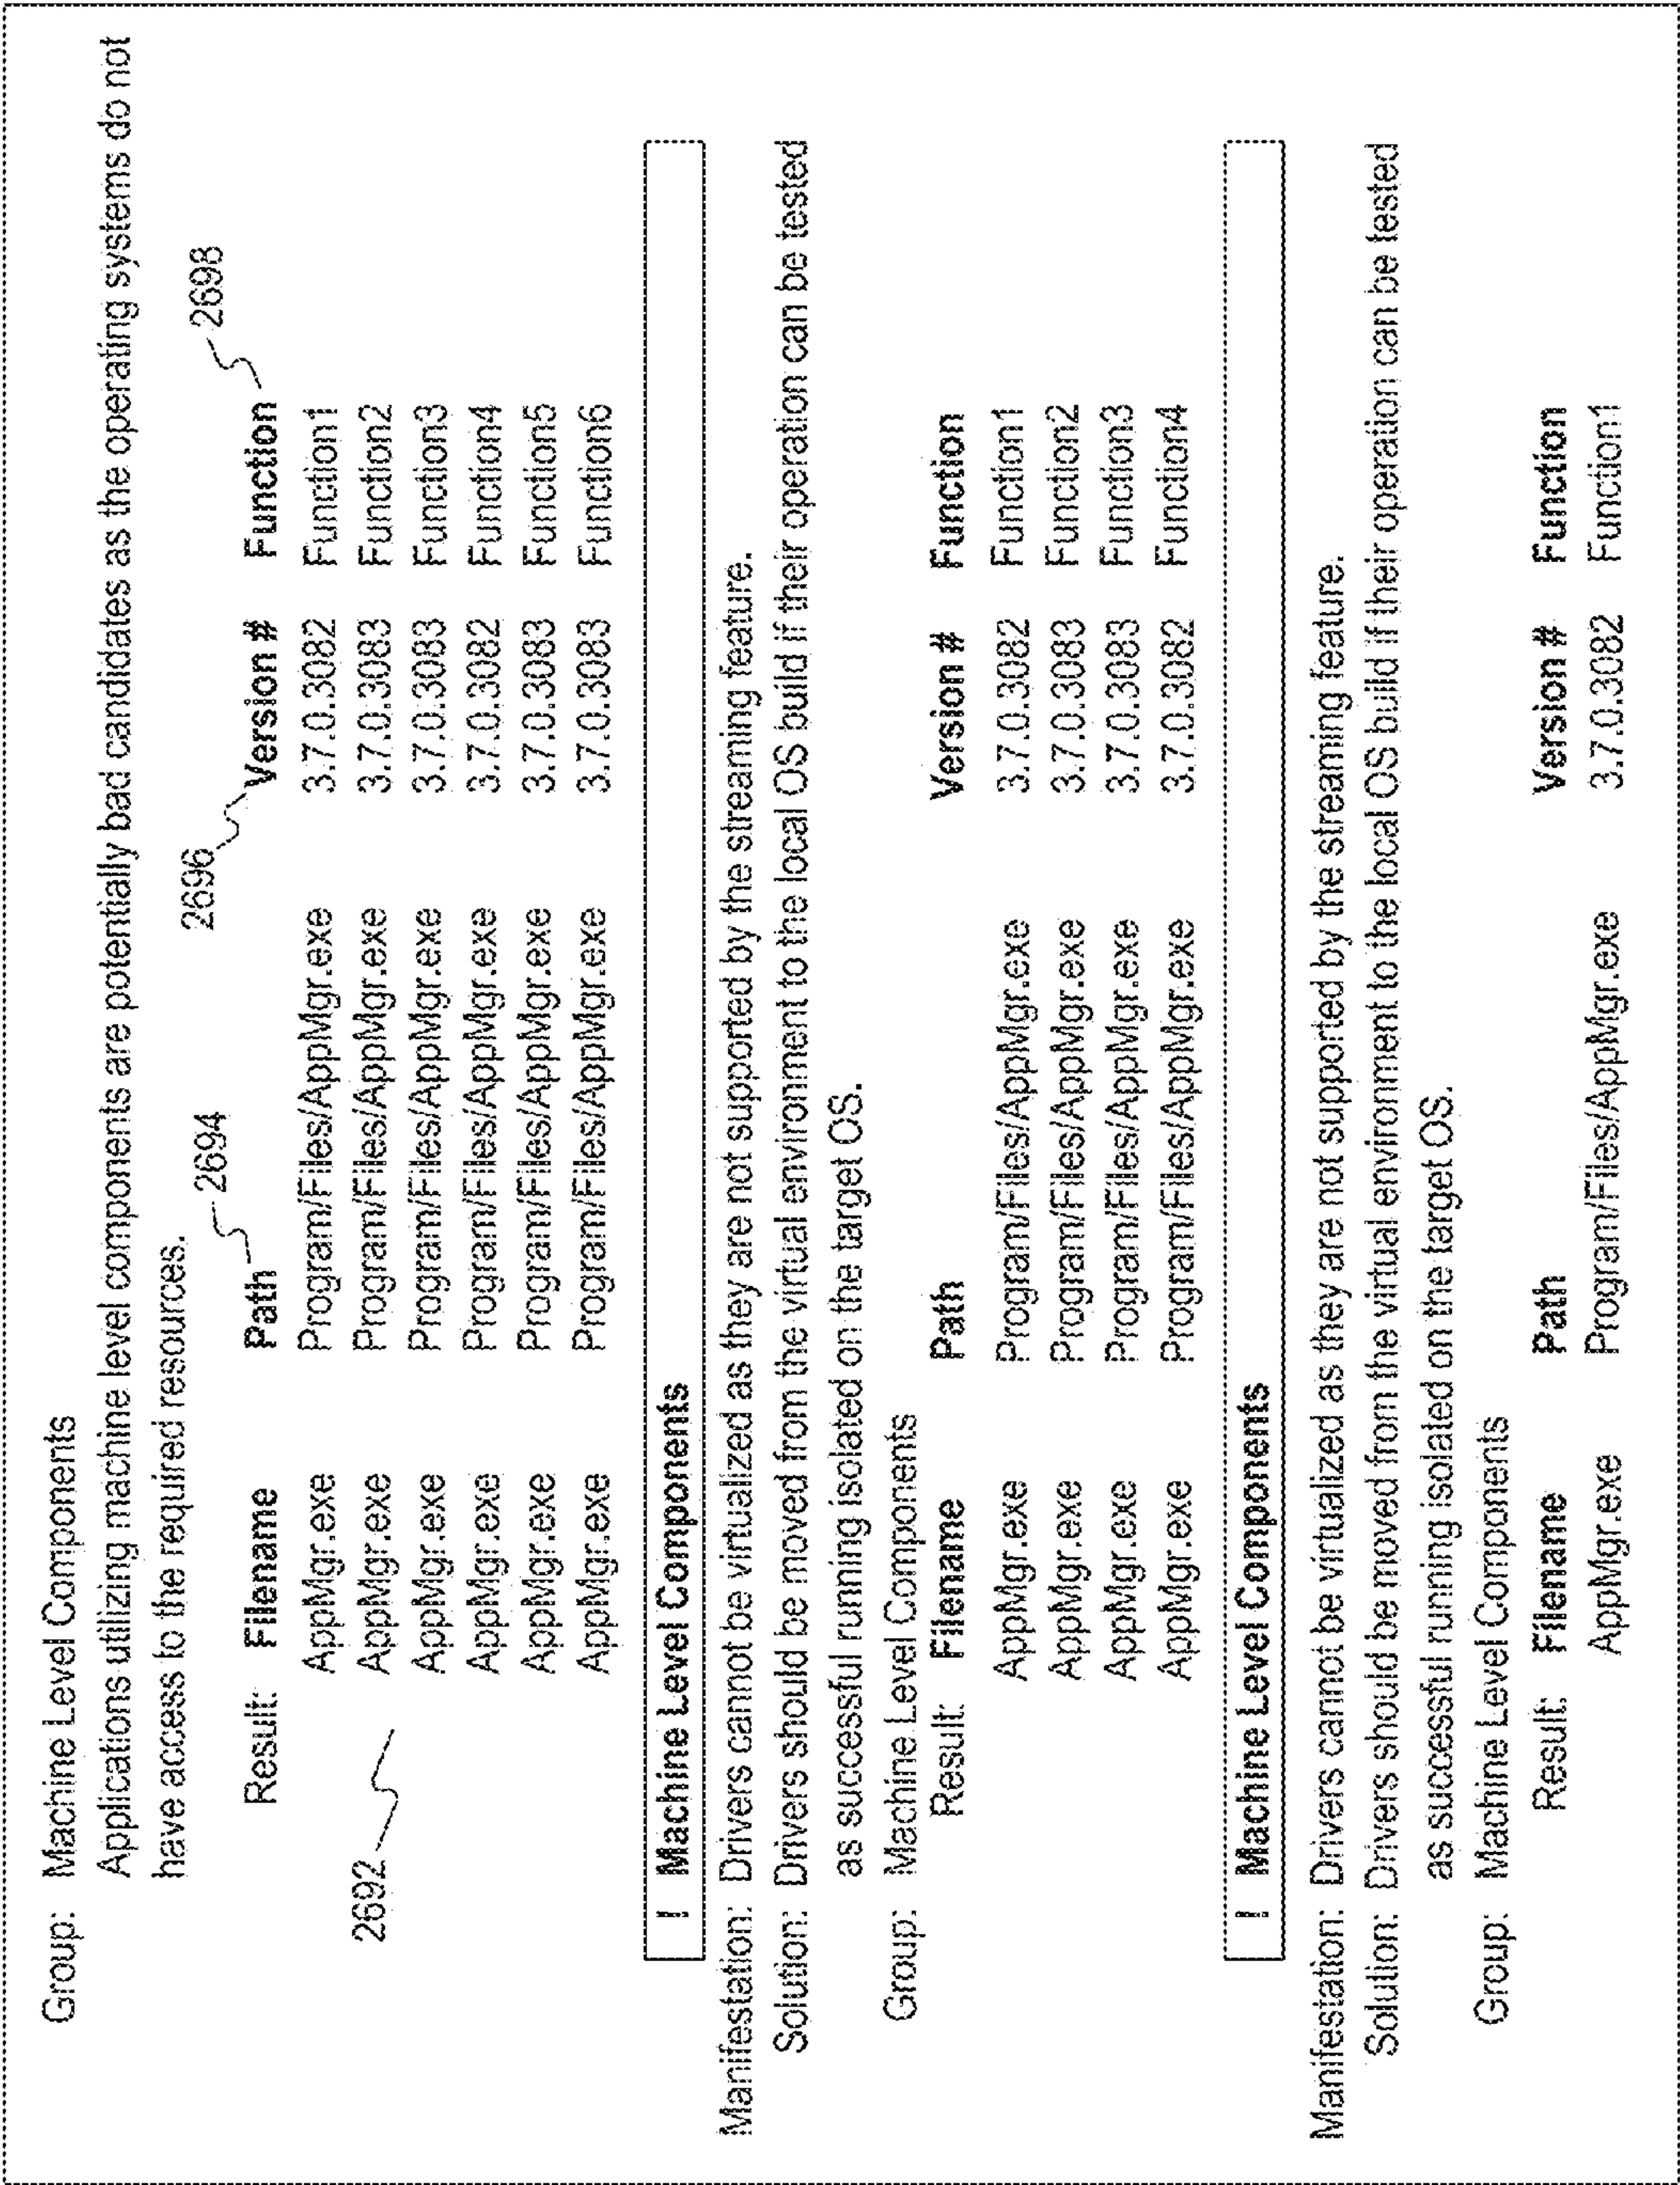 Group: Machine Level Components
Applications utilizing machine level components are potentially bad candidates as the operating systems do not
have access to the required resources.
2694
2696
2698
Result: Filename Path Version # Function
AppMgr.exe Program/Files/AppMgr.exe 3.7.0.3082 Function1
2692
AppMgr.exe Program/Files/AppMgr.exe 3.7.0.3083 Function2
AppMgr.exe Program/Files/AppMgr.exe 3.7.0.3083 Function3
AppMgr.exe Program/Files/AppMgr.exe 3.7.0.3082 Function4
AppMgr.exe Program/Files/AppMgr.exe 3.7.0.3083 Function5
AppMgr.exe Program/Files/AppMgr.exe 3.7.0.3083 Function6
! Machine Level Components
Manifestation: Drivers cannot be virtualized as they are not supported by the streaming feature.
Solution: Drivers should be moved from the virtual environment to the local OS build if their operation can be tested
as successful running isolated on the target OS.
Group: Machine Level Components
Result: Filename Path Version # Function
AppMgr.exe Program/Files/AppMgr.exe 3.7.0.3082 Function1
AppMgr.exe Program/Files/AppMgr.exe 3.7.0.3083 Function2
AppMgr.exe Program/Files/AppMgr.exe 3.7.0.3083 Function3
AppMgr.exe Program/Files/AppMgr.exe 3.7.0.3082 Function4
! Machine Level Components
Manifestation: Drivers cannot be virtualized as they are not supported by the streaming feature.
Solution: Drivers should be moved from the virtual environment to the local OS build if their operation can be tested
as successful running isolated on the target OS.
Group: Machine Level Components
Result: Filename Path Version # Function
AppMgr.exe Program/Files/AppMgr.exe 3.7.0.3082 Function1